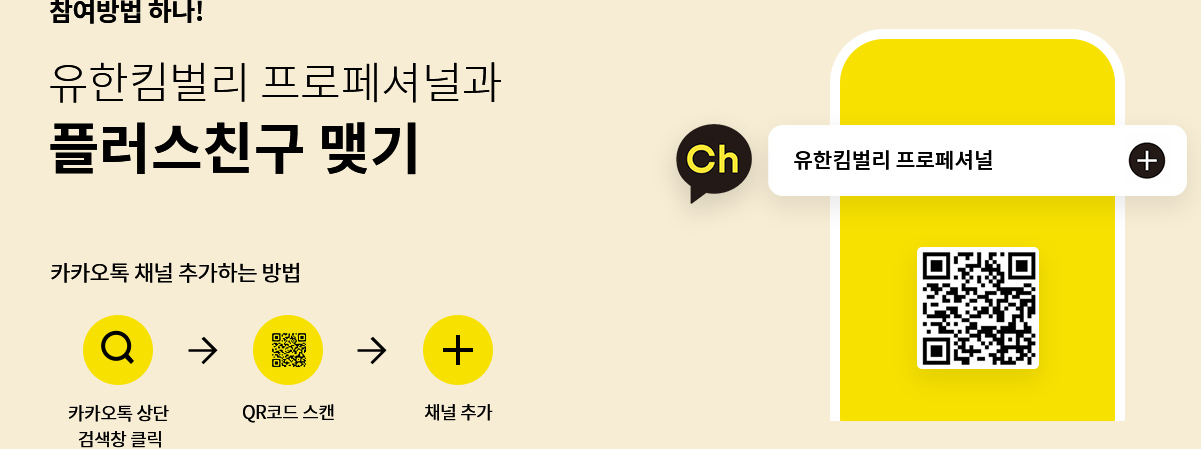 참여방법 하나!
유한킴벌리 프로페셔널과
플러스친구 맺기
Ch
유한킴벌리 프로페셔널
카카오톡 채널 추가하는 방법
카카오톡 상단
검색창 클릭
QR코드 스캔
채널 추가